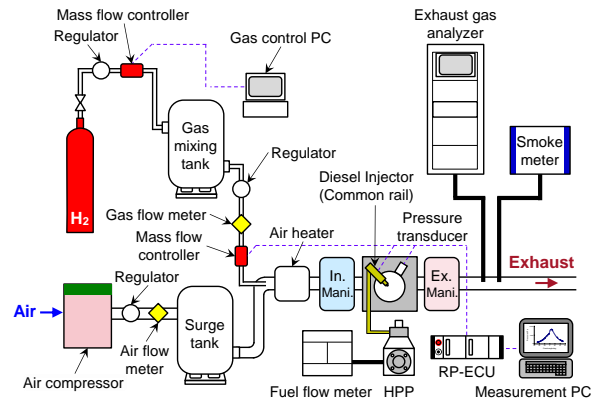 Mass flow controller
Regulator
Gas control PC
Exhaust gas
analyzer
Gas
mixing
tank
Smoke
meter
Regulator
Diesel Injector
(Common rail)
H2
Gas flow meter
Air heater
Pressure
transducer
Mass flow
controller
Regulator
In.
Mani.
Ex.
Mani.
Exhaust
Air
Surge
tank
Air flow
meter
Air compressor
Fuel flow meter
HPP
RP-ECU
Measurement PC